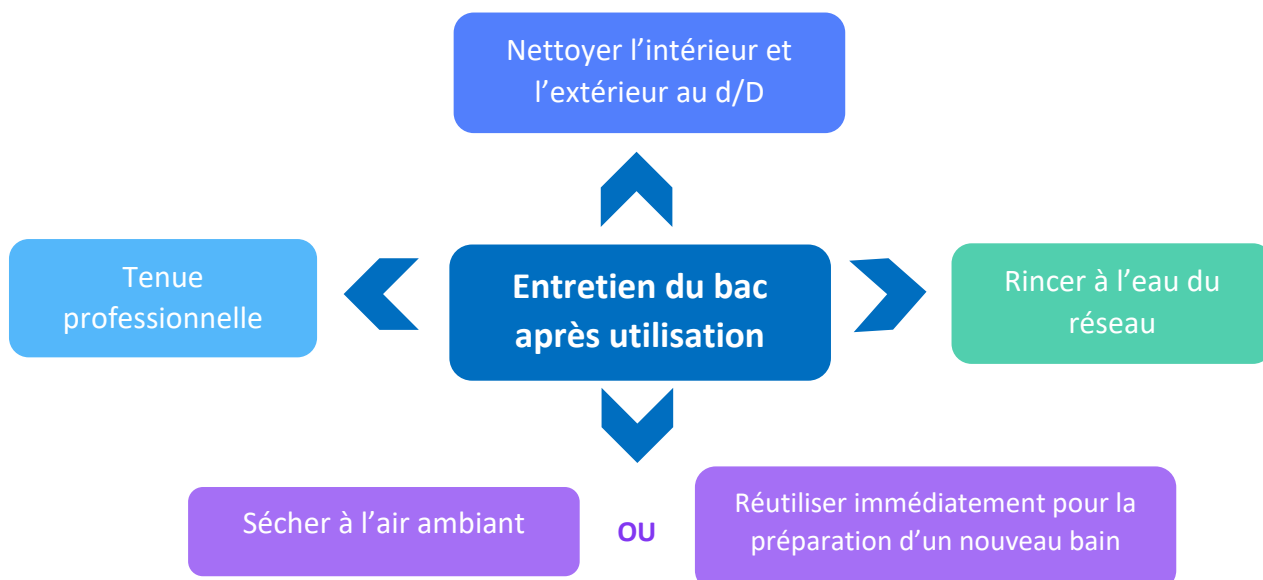 Nettoyer l’intérieur et
l’extérieur au d/D
Tenue
professionnelle
Entretien du bac
après utilisation
Rincer à l’eau du
réseau
Sécher à l’air ambiant
OU
Réutiliser immédiatement pour la
préparation d’un nouveau bain